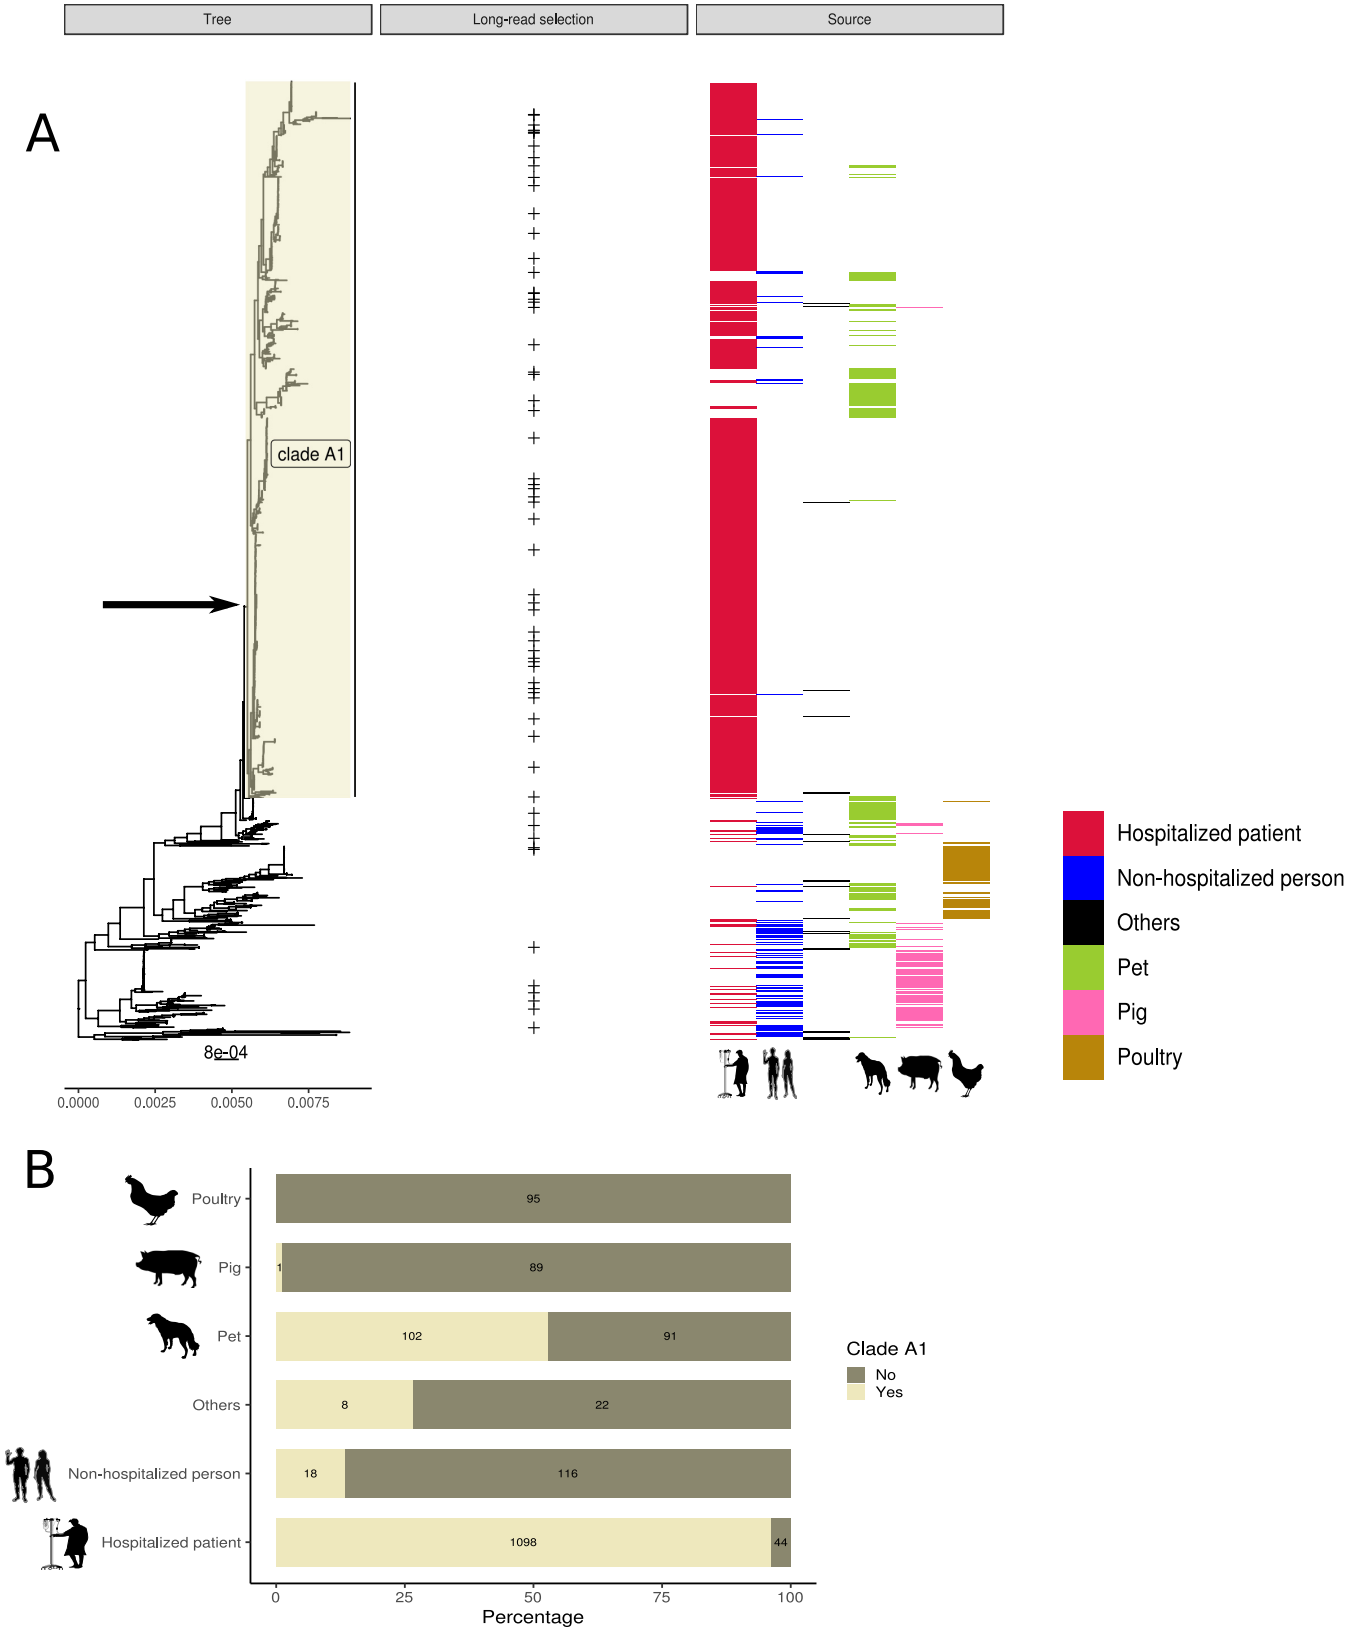 Tree Long-read selection Source
A
clade A1
8e-04
0.0000 0.0025 0.0050 0.0075
Hospitalized patient
Non-hospitalized person
Others
Pet
Pig
Poultry
B
Poultry 95
Pig 1 89
Pet 102 91
Others 8 22
Non-hospitalized person 18 116
Hospitalized patient 1098 44
0 25 50 75 100
Percentage
Clade A1
No
Yes